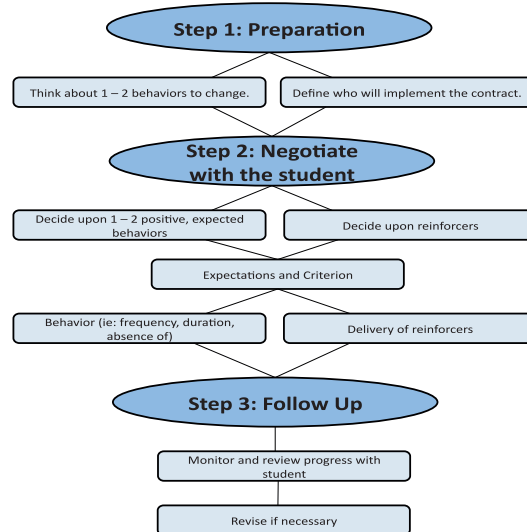 Step 1: Preparation
Think about 1 – 2 behaviors to change.
Define who will implement the contract.
Step 2: Negotiate
with the student
Decide upon 1 – 2 positive, expected
behaviors
Decide upon reinforcers
Expectations and Criterion
Behavior (ie: frequency, duration,
absence of)
Delivery of reinforcers
Step 3: Follow Up
Monitor and review progress with
student
Revise if necessary